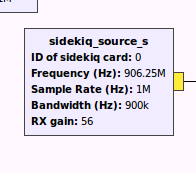 sidekiq_source_s
ID of sidekiq card: 0
Frequency (Hz): 906.25M
Sample Rate (Hz): 1M
Bandwidth (Hz): 900k
RX gain: 56